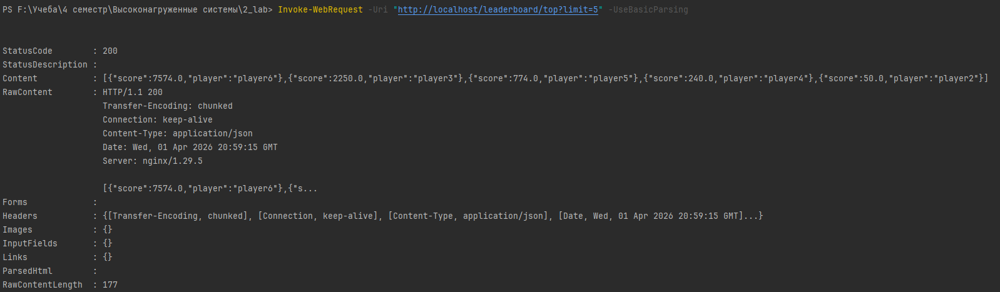 PS F:\Учеба\4 семестр\Высоконагруженные системы\2_lab> Invoke-WebRequest -Uri "http://localhost/leaderboard/top?limit=5" -UseBasicParsing
StatusCode        : 200
StatusDescription :
Content           : [{"score":7574.0,"player":"player6"},{"score":2250.0,"player":"player3"},{"score":774.0,"player":"player5"},{"score":240.0,"player":"player4"},{"score":50.0,"player":"player2"}]
RawContent        : HTTP/1.1 200
                    Transfer-Encoding: chunked
                    Connection: keep-alive
                    Content-Type: application/json
                    Date: Wed, 01 Apr 2026 20:59:15 GMT
                    Server: nginx/1.29.5
                    [{"score":7574.0,"player":"player6"},{"s...
Forms             :
Headers           : {[Transfer-Encoding, chunked], [Connection, keep-alive], [Content-Type, application/json], [Date, Wed, 01 Apr 2026 20:59:15 GMT]...}
Images            : {}
InputFields       : {}
Links             : {}
ParsedHtml        :
RawContentLength  : 177